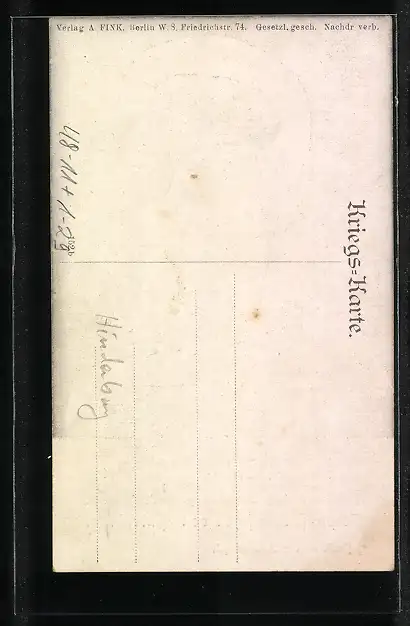 Verlag A. FINK, Berlin W. 8, Friedrichstr. 74. Gesetzl. gesch. Nachdr verb.
Kriegs=Karte.
Hindenburg